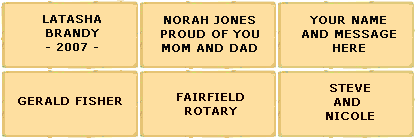 LATASHA
BRANDY
- 2007 -
NORAH JONES
PROUD OF YOU
MOM AND DAD
YOUR NAME
AND MESSAGE
HERE
GERALD FISHER
FAIRFIELD
ROTARY
STEVE
AND
NICOLE